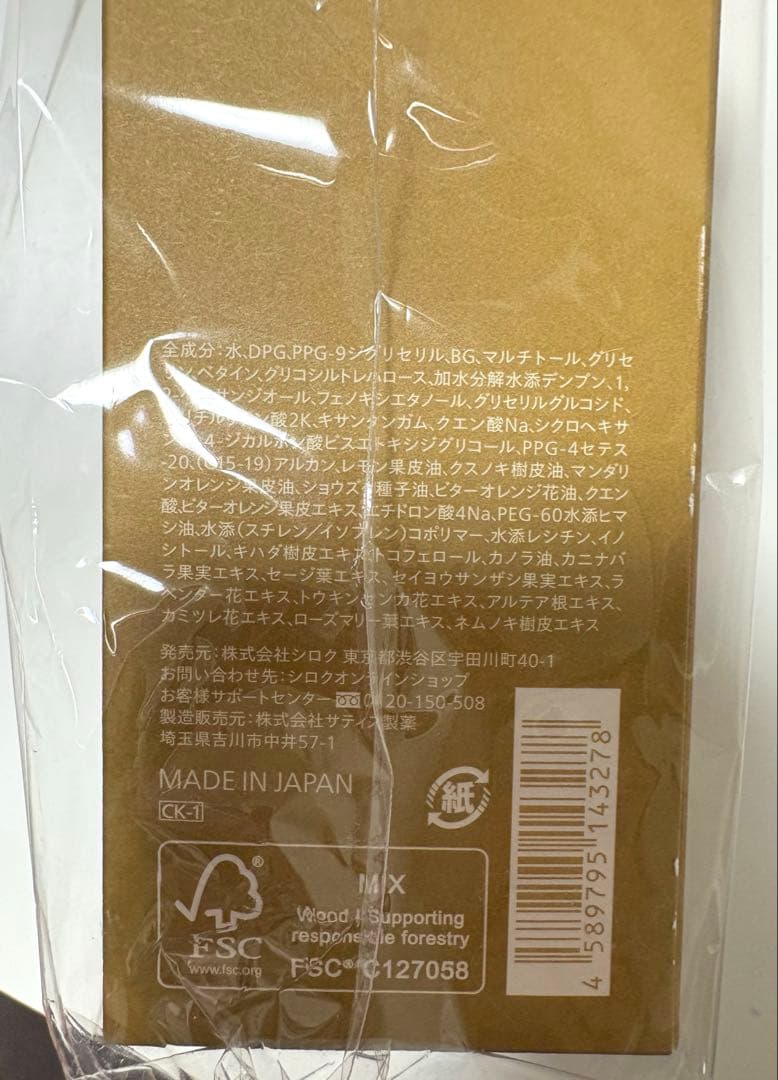 全成分:水、DPG、PPG-9ジグリセリル、BG、マルチトール、グリセ
リン、ベタイン、グリコシルトレハロース、加水分解水添デンプン、1,
サンジオール、フェノキシエタノール、グリセリルグルコシド、
酸2K、キサンタンガム、クエン酸Na、シクロヘキサン
4-ジカルボン酸ビスエトキシジグリコール、PPG-4セテス
-20、(C15-19)アルカン、レモン果皮油、クスノキ樹皮油、マンダリ
ンオレンジ果皮油、ショウズク種子油、ビターオレンジ花油、クエン
酸、ビターオレンジ果皮エキス、エチドロン酸4Na、PEG-60水添ヒマ
シ油、水添(スチレン/イソプレン)コポリマー、水添レシチン、イノ
シトール、キハダ樹皮エキス、トコフェロール、カノラ油、カニナバ
ラ果実エキス、セージ葉エキス、セイヨウサンザシ果実エキス、ラ
ベンダー花エキス、トウキンセンカ花エキス、アルテア根エキス、
カミツレ花エキス、ローズマリー葉エキス、ネムノキ樹皮エキス
発売元:株式会社シロク 東京都渋谷区宇田川町40-1
お問い合わせ先:シロクオンラインショップ
お客様サポートセンター 0120-150-508
製造販売元:株式会社サティス製薬
埼玉県吉川市中井57-1
MADE IN JAPAN
CK-1
紙
4 589795 143278
FSC®
www.fsc.org
MIX
Wood | Supporting
responsible forestry
FSC® C127058